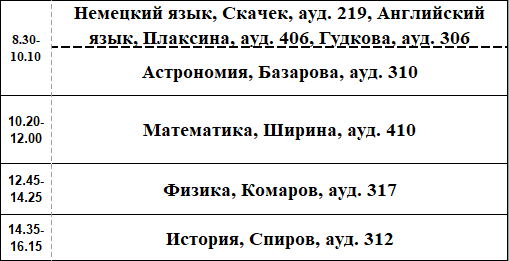 8.30-
10.10
Немецкий язык, Скачек, ауд. 219, Английский
язык, Плаксина, ауд. 406, Гудкова, ауд. 306
Астрономия, Базарова, ауд. 310
10.20-
12.00
Математика, Ширина, ауд. 410
12.45-
14.25
Физика, Комаров, ауд. 317
14.35-
16.15
История, Спиров, ауд. 312